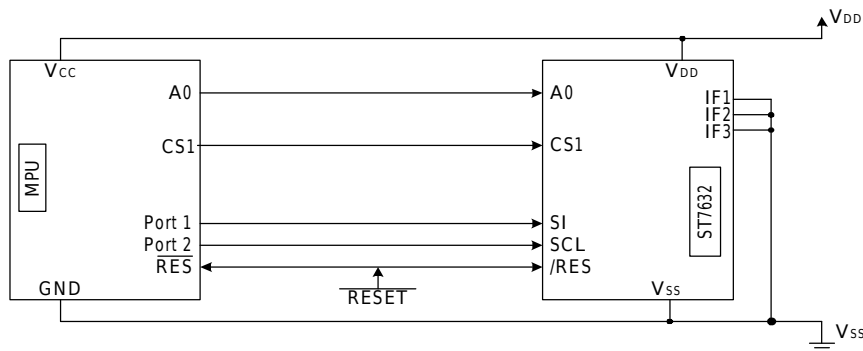 VDD
VCC
VDD
A0
A0
IF1
IF2
IF3
CS1
CS1
MPU
ST7632
Port 1
SI
Port 2
SCL
RES
/RES
GND
RESET
VSS
VSS